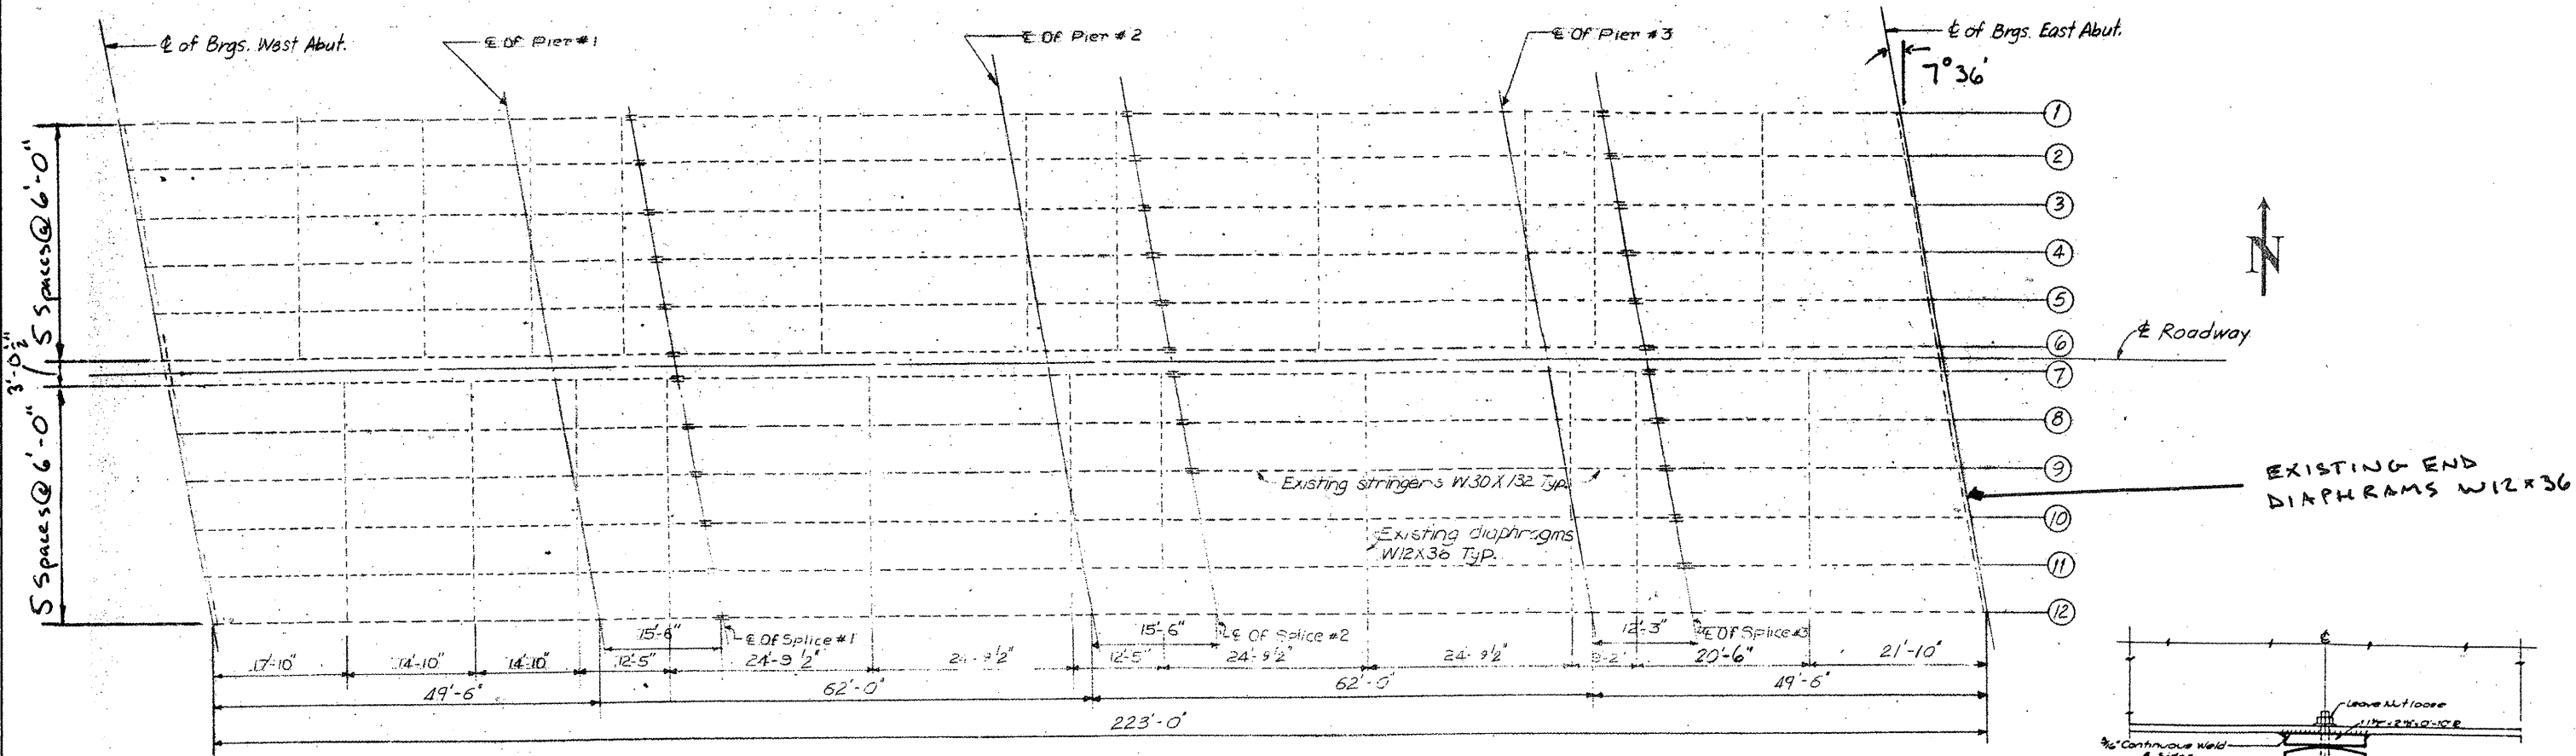 ℄ of Brgs. West Abut.
℄ Of Pier #1
℄ Of Pier #2
℄ Of Pier #3
℄ of Brgs. East Abut.
7°36'
5 Spaces@ 6'-0"
3'-0½"
5 Spaces@ 6'-0"
1
2
3
4
5
6
7
8
9
10
11
12
N
℄ Roadway
Existing stringers W30X132 Typ.
Existing diaphragms
W12X36 Typ.
EXISTING END
DIAPHRAMS W12x36
15'-6"
℄ Of Splice #1
15'-6"
℄ Of Splice #2
12'-3"
℄ Of Splice #3
17'-10"
14'-10"
14'-10"
12'-5"
24'-9½"
24'-9½"
12'-5"
24'-9½"
24'-9½"
9'-2"
20'-6"
21'-10"
49'-6"
62'-0"
62'-0"
49'-6"
223'-0"
℄
Leave Nut loose
Continuous Weld